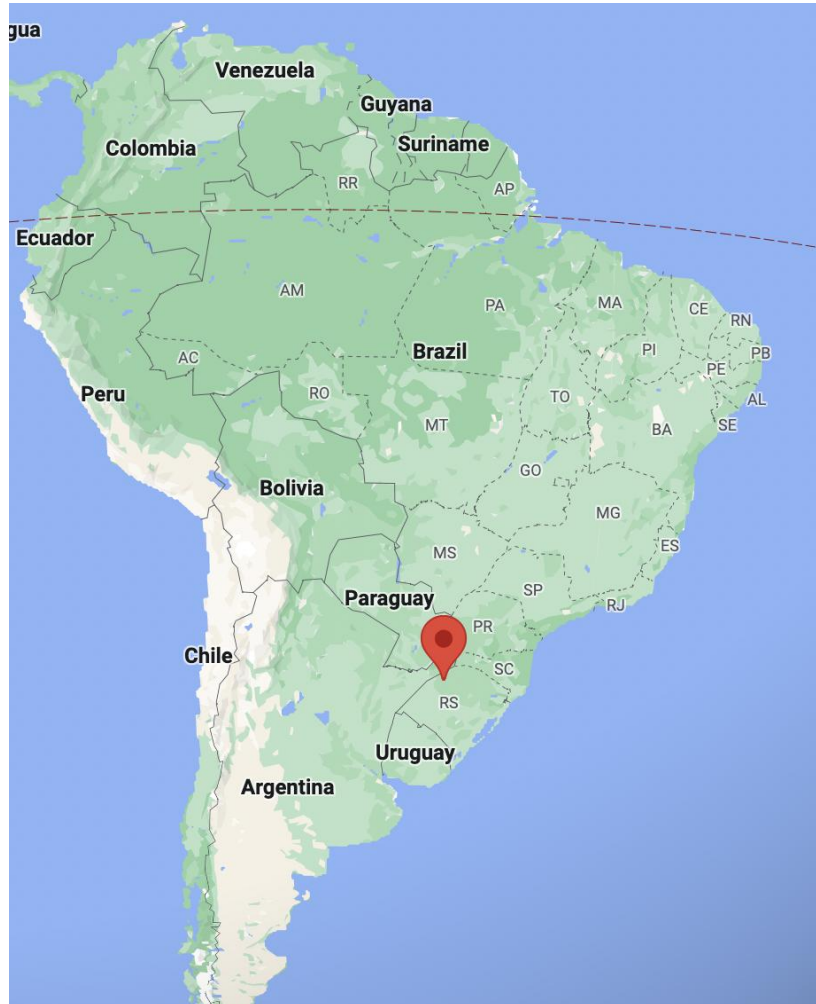 gua
Venezuela
Guyana
Colombia
Suriname
RR
AP
Ecuador
AM
PA
MA
CE
RN
Brazil
PI
PB
AC
PE
Peru
RO
TO
AL
MT
BA
SE
GO
Bolivia
MG
MS
ES
SP
Paraguay
RJ
PR
Chile
SC
RS
Uruguay
Argentina